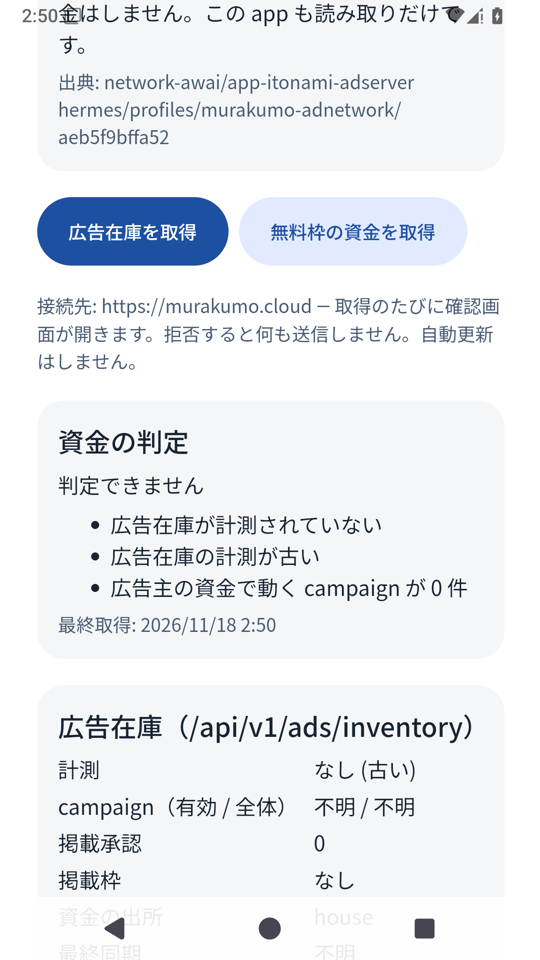 2:50
金はしません。この app も読み取りだけで
す。
出典: network-awai/app-itonami-adserver
hermes/profiles/murakumo-adnetwork/
aeb5f9bffa52
広告在庫を取得
無料枠の資金を取得
接続先: https://murakumo.cloud — 取得のたびに確認画
面が開きます。拒否すると何も送信しません。自動更新
はしません。
資金の判定
判定できません
• 広告在庫が計測されていない
• 広告在庫の計測が古い
• 広告主の資金で動く campaign が 0 件
最終取得: 2026/11/18 2:50
広告在庫（/api/v1/ads/inventory）
計測 なし (古い)
campaign（有効 / 全体） 不明 / 不明
掲載承認 0
掲載枠 なし
資金の出所 house
最終同期 不明